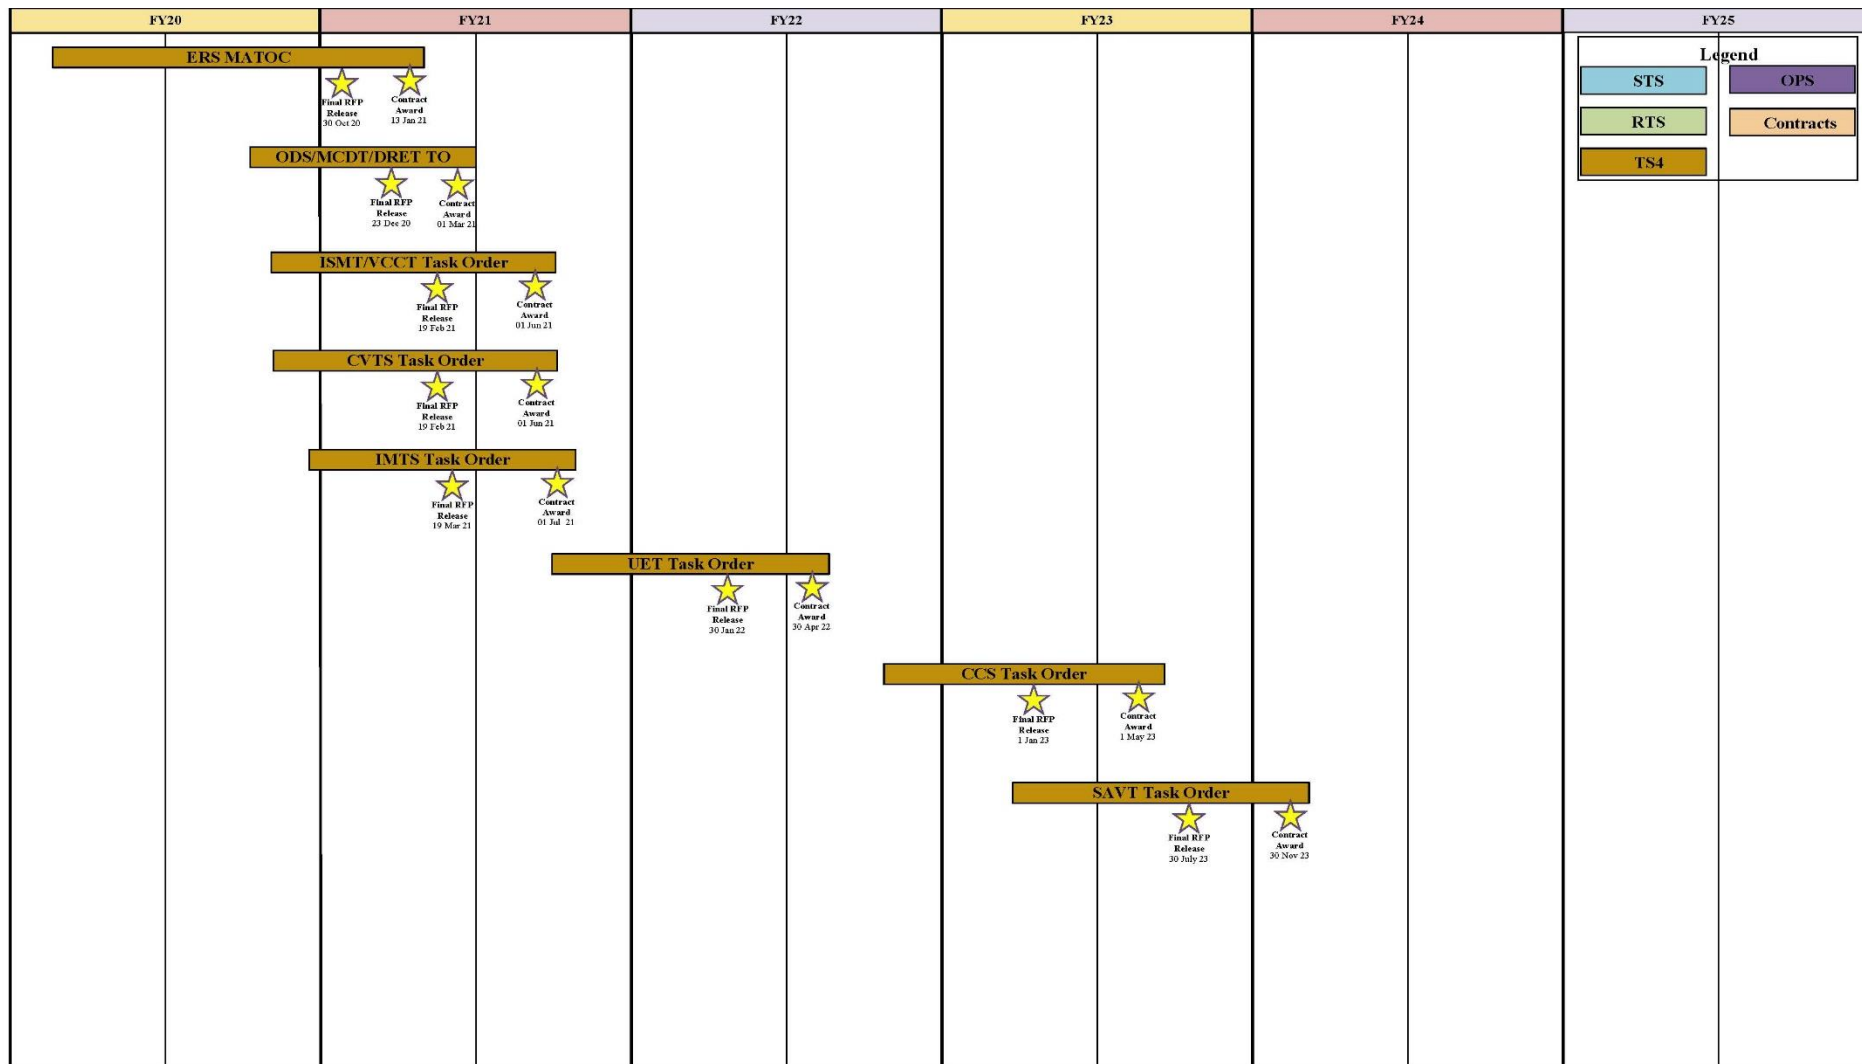 FY20
FY21
FY22
FY23
FY24
FY25
Legend
STS
OPS
RTS
Contracts
TS4
ERS MATOC
Final RFP
Release
30 Oct 20
Contract
Award
13 Jan 21
ODS/MCDT/DRET TO
Final RFP
Release
23 Dec 20
Contract
Award
01 Mar 21
ISMT/VCCT Task Order
Final RFP
Release
19 Feb 21
Contract
Award
01 Jun 21
CVTS Task Order
Final RFP
Release
19 Feb 21
Contract
Award
01 Jun 21
IMTS Task Order
Final RFP
Release
19 Mar 21
Contract
Award
01 Jul 21
UET Task Order
Final RFP
Release
30 Jan 22
Contract
Award
30 Apr 22
CCS Task Order
Final RFP
Release
1 Jan 23
Contract
Award
1 May 23
SAVT Task Order
Final RFP
Release
30 July 23
Contract
Award
30 Nov 23